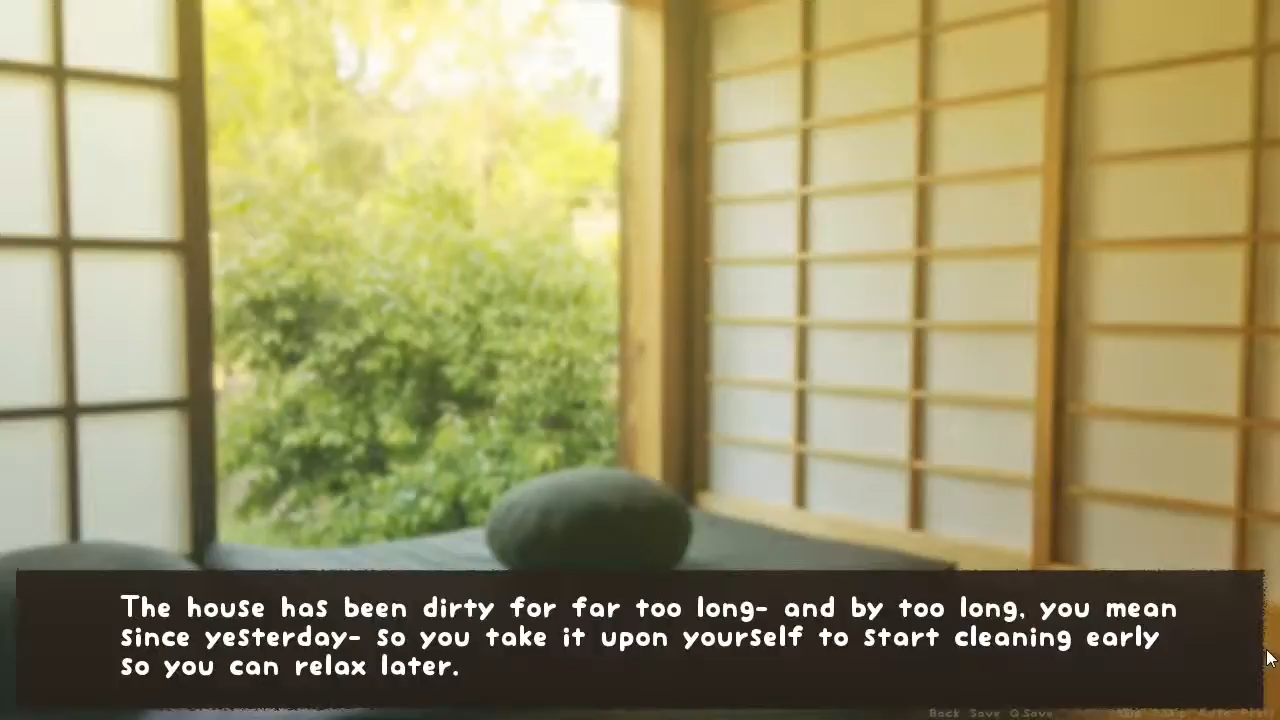 The house has been dirty for far too long- and by too long, you mean
since yesterday- so you take it upon yourself to start cleaning early
so you can relax later.
Back Save Q.Save